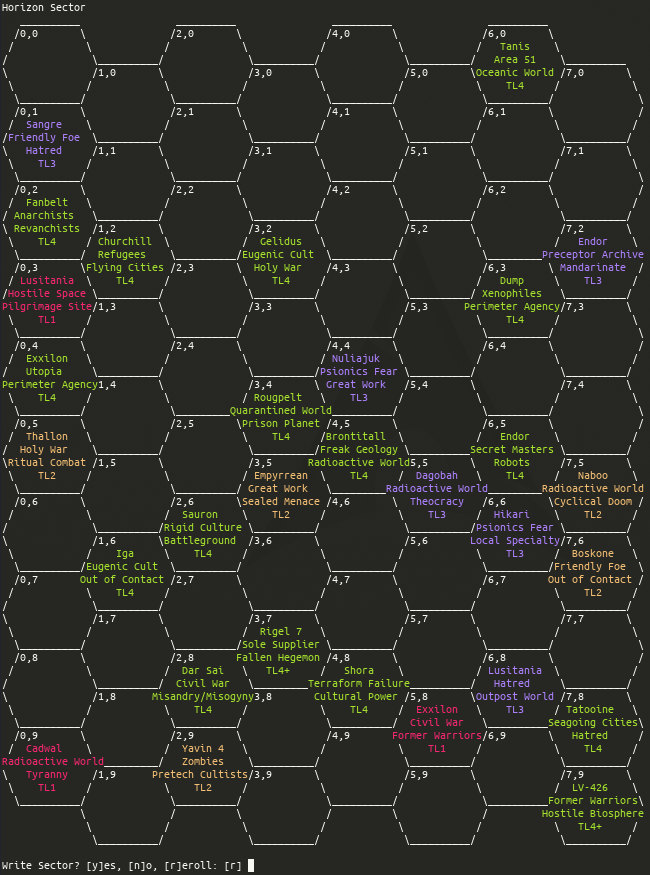 Horizon Sector
0,0 2,0 4,0 6,0
Tanis
Area 51
1,0 3,0 5,0 Oceanic World 7,0
TL4
0,1 2,1 4,1 6,1
Sangre
Friendly Foe
Hatred 1,1 3,1 5,1 7,1
TL3
0,2 2,2 4,2 6,2
Fanbelt
Anarchists
Revanchists 1,2 3,2 5,2 7,2
TL4 Churchill Gelidus Endor
Refugees Eugenic Cult Preceptor Archive
0,3 Flying Cities 2,3 Holy War 4,3 6,3 Mandarinate
Lusitania TL4 TL4 Dump TL3
Hostile Space Xenophiles
Pilgrimage Site 1,3 3,3 5,3 Perimeter Agency 7,3
TL1 TL4
0,4 2,4 4,4 6,4
Exxilon Nuliajuk
Utopia Psionics Fear
Perimeter Agency 1,4 3,4 Great Work 5,4 7,4
TL4 Rougpelt TL3
Quarantined World
0,5 2,5 Prison Planet 4,5 6,5
Thallon TL4 Brontitall Endor
Holy War Freak Geology Secret Masters
Ritual Combat 1,5 3,5 Radioactive World 5,5 Robots 7,5
TL2 Empyrrean TL4 Dagobah TL4 Naboo
Great Work Radioactive World Radioactive World
0,6 2,6 Sealed Menace 4,6 Theocracy 6,6 Cyclical Doom
Sauron TL2 TL3 Hikari TL2
Rigid Culture Psionics Fear
1,6 Battleground 3,6 5,6 Local Specialty 7,6
Iga TL4 TL3 Boskone
Eugenic Cult Friendly Foe
0,7 Out of Contact 2,7 4,7 6,7 Out of Contact
TL4 TL2
1,7 3,7 5,7 7,7
Rigel 7
Sole Supplier
0,8 2,8 Fallen Hegemon 4,8 6,8
Dar Sai TL4+ Shora Lusitania
Civil War Terraform Failure Hatred
1,8 Misandry/Misogyny 3,8 Cultural Power 5,8 Outpost World 7,8
TL4 TL4 Exxilon TL3 Tatooine
Civil War Seagoing Cities
0,9 2,9 4,9 Former Warriors 6,9 Hatred
Cadwal Yavin 4 TL1 TL4
Radioactive World Zombies
Tyranny 1,9 Pretech Cultists 3,9 5,9 7,9
TL1 TL2 LV-426
Former Warriors
Hostile Biosphere
TL4+
Write Sector? [y]es, [n]o, [r]eroll: [r]